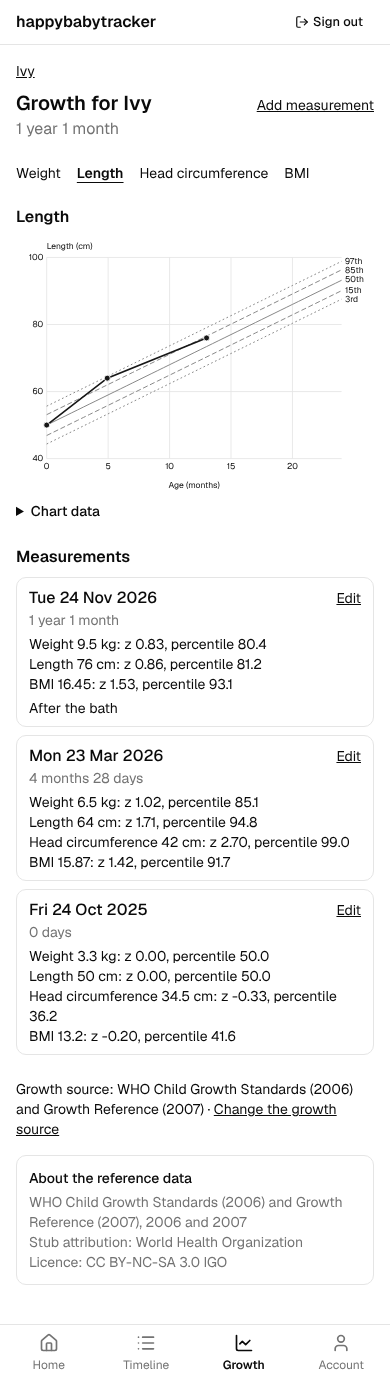 happybabytracker
Sign out
Ivy
Growth for Ivy
Add measurement
1 year 1 month
Weight
Length
Head circumference
BMI
Length
Length (cm)
100
80
60
40
97th
85th
50th
15th
3rd
0
5
10
15
20
Age (months)
Chart data
Measurements
Tue 24 Nov 2026
Edit
1 year 1 month
Weight 9.5 kg: z 0.83, percentile 80.4
Length 76 cm: z 0.86, percentile 81.2
BMI 16.45: z 1.53, percentile 93.1
After the bath
Mon 23 Mar 2026
Edit
4 months 28 days
Weight 6.5 kg: z 1.02, percentile 85.1
Length 64 cm: z 1.71, percentile 94.8
Head circumference 42 cm: z 2.70, percentile 99.0
BMI 15.87: z 1.42, percentile 91.7
Fri 24 Oct 2025
Edit
0 days
Weight 3.3 kg: z 0.00, percentile 50.0
Length 50 cm: z 0.00, percentile 50.0
Head circumference 34.5 cm: z -0.33, percentile
36.2
BMI 13.2: z -0.20, percentile 41.6
Growth source: WHO Child Growth Standards (2006)
and Growth Reference (2007) · Change the growth
source
About the reference data
WHO Child Growth Standards (2006) and Growth
Reference (2007), 2006 and 2007
Stub attribution: World Health Organization
Licence: CC BY-NC-SA 3.0 IGO
Home
Timeline
Growth
Account